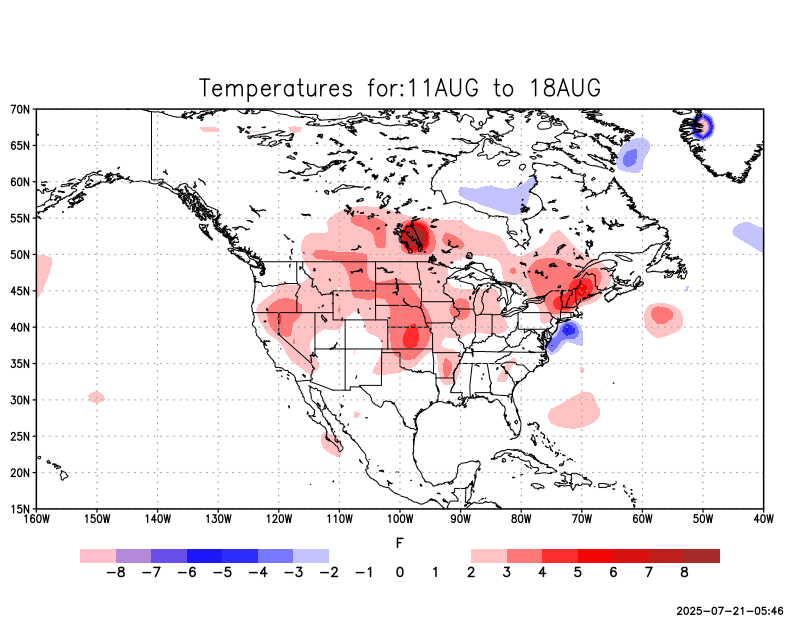 Temperatures for:11AUG to 18AUG
70N
65N
60N
55N
50N
45N
40N
35N
30N
25N
20N
15N
160W 150W 140W 130W 120W 110W 100W 90W 80W 70W 60W 50W 40W
F
−8 −7 −6 −5 −4 −3 −2 −1 0 1 2 3 4 5 6 7 8
2025-07-21-05:46